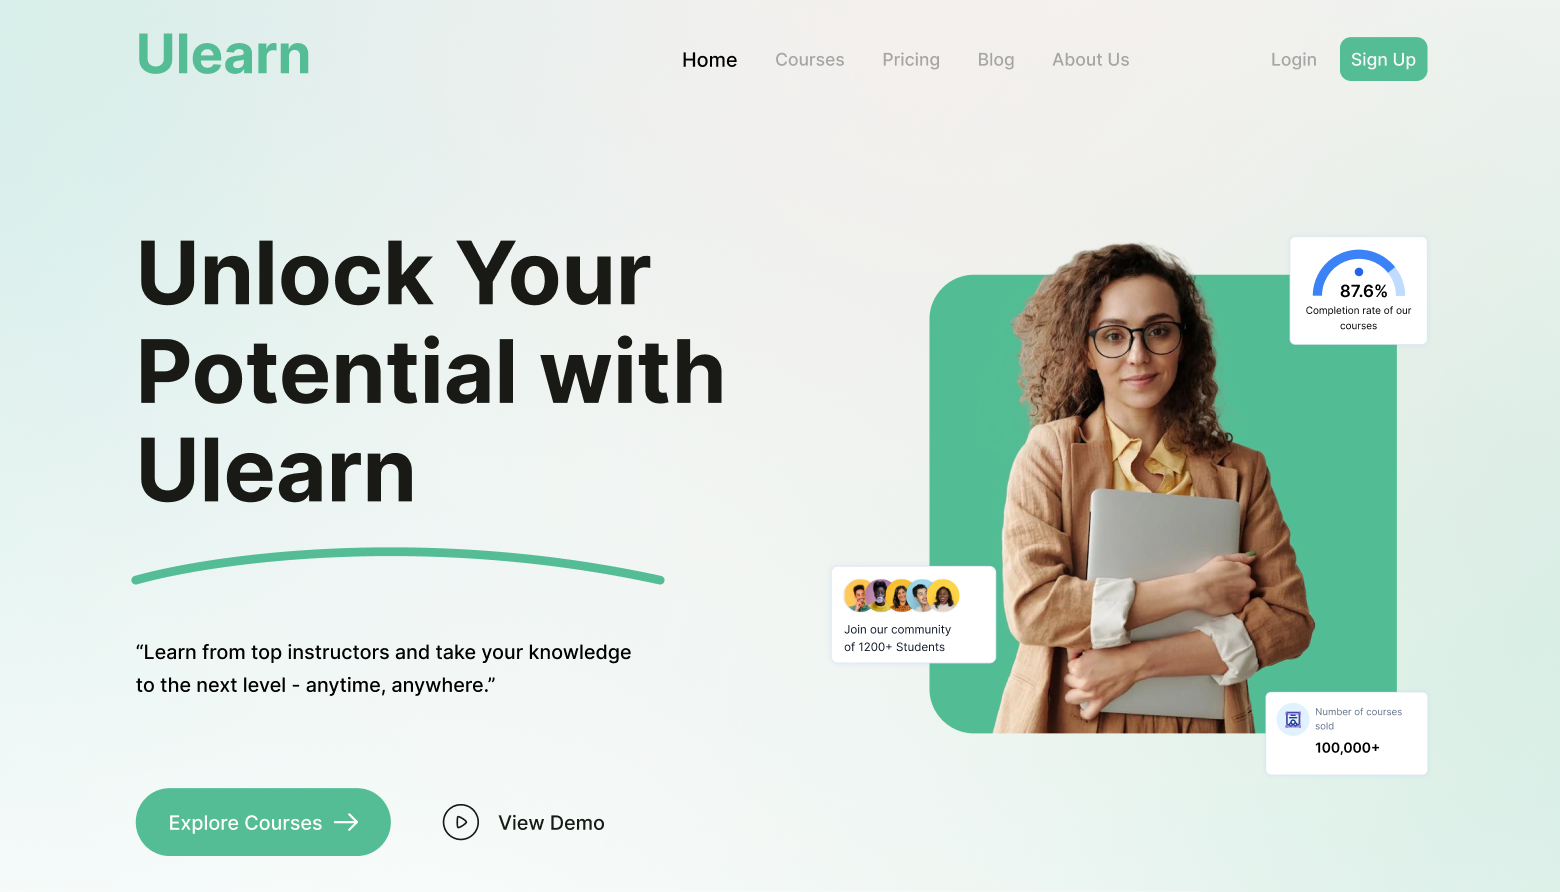 Ulearn
Home
Courses
Pricing
Blog
About Us
Login
Sign Up
Unlock Your
Potential with
Ulearn
“Learn from top instructors and take your knowledge
to the next level - anytime, anywhere.”
Explore Courses
View Demo
87.6%
Completion rate of our
courses
Join our community
of 1200+ Students
Number of courses
sold
100,000+